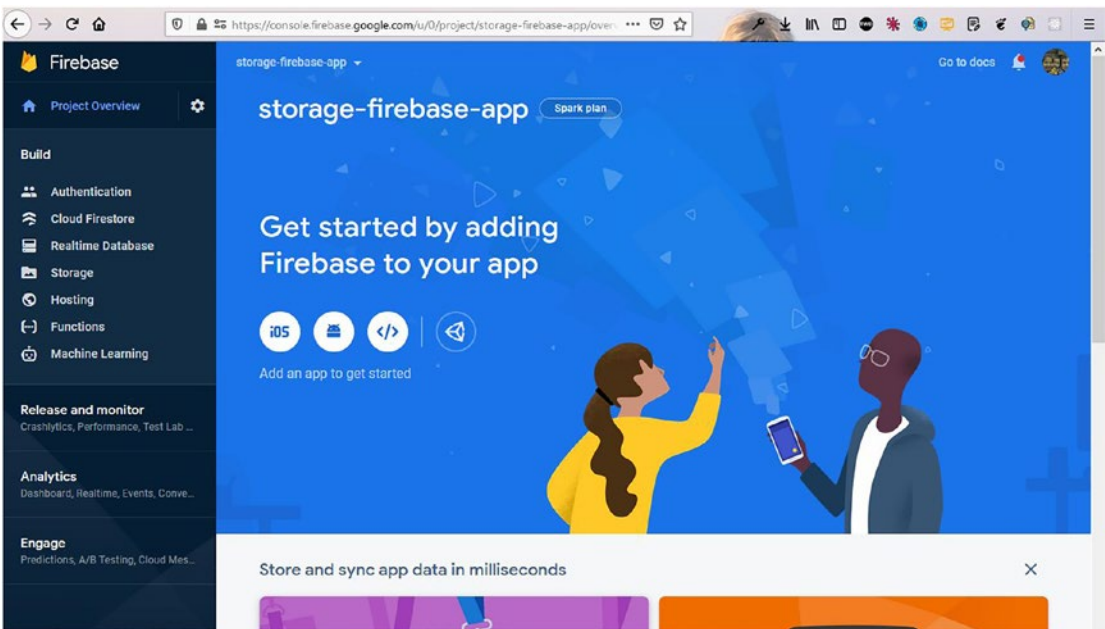 https://console.firebase.google.com/u/0/project/storage-firebase-app/over
Firebase
storage-firebase-app
Go to docs
Project Overview
storage-firebase-app
Spark plan
Build
Authentication
Cloud Firestore
Realtime Database
Storage
Hosting
Functions
Machine Learning
Get started by adding
Firebase to your app
iOS
</>
Add an app to get started
Release and monitor
Crashlytics, Performance, Test Lab ...
Analytics
Dashboard, Realtime, Events, Conve...
Engage
Predictions, A/B Testing, Cloud Mes...
Store and sync app data in milliseconds